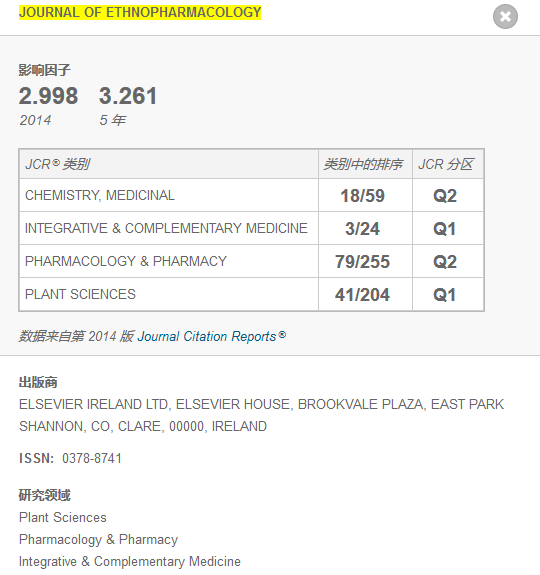 JOURNAL OF ETHNOPHARMACOLOGY
影响因子
2.998 3.261
2014 5 年
JCR® 类别 类别中的排序 JCR 分区
CHEMISTRY, MEDICINAL 18/59 Q2
INTEGRATIVE & COMPLEMENTARY MEDICINE 3/24 Q1
PHARMACOLOGY & PHARMACY 79/255 Q2
PLANT SCIENCES 41/204 Q1
数据来自第 2014 版 Journal Citation Reports®
出版商
ELSEVIER IRELAND LTD, ELSEVIER HOUSE, BROOKVALE PLAZA, EAST PARK
SHANNON, CO, CLARE, 00000, IRELAND
ISSN: 0378-8741
研究领域
Plant Sciences
Pharmacology & Pharmacy
Integrative & Complementary Medicine